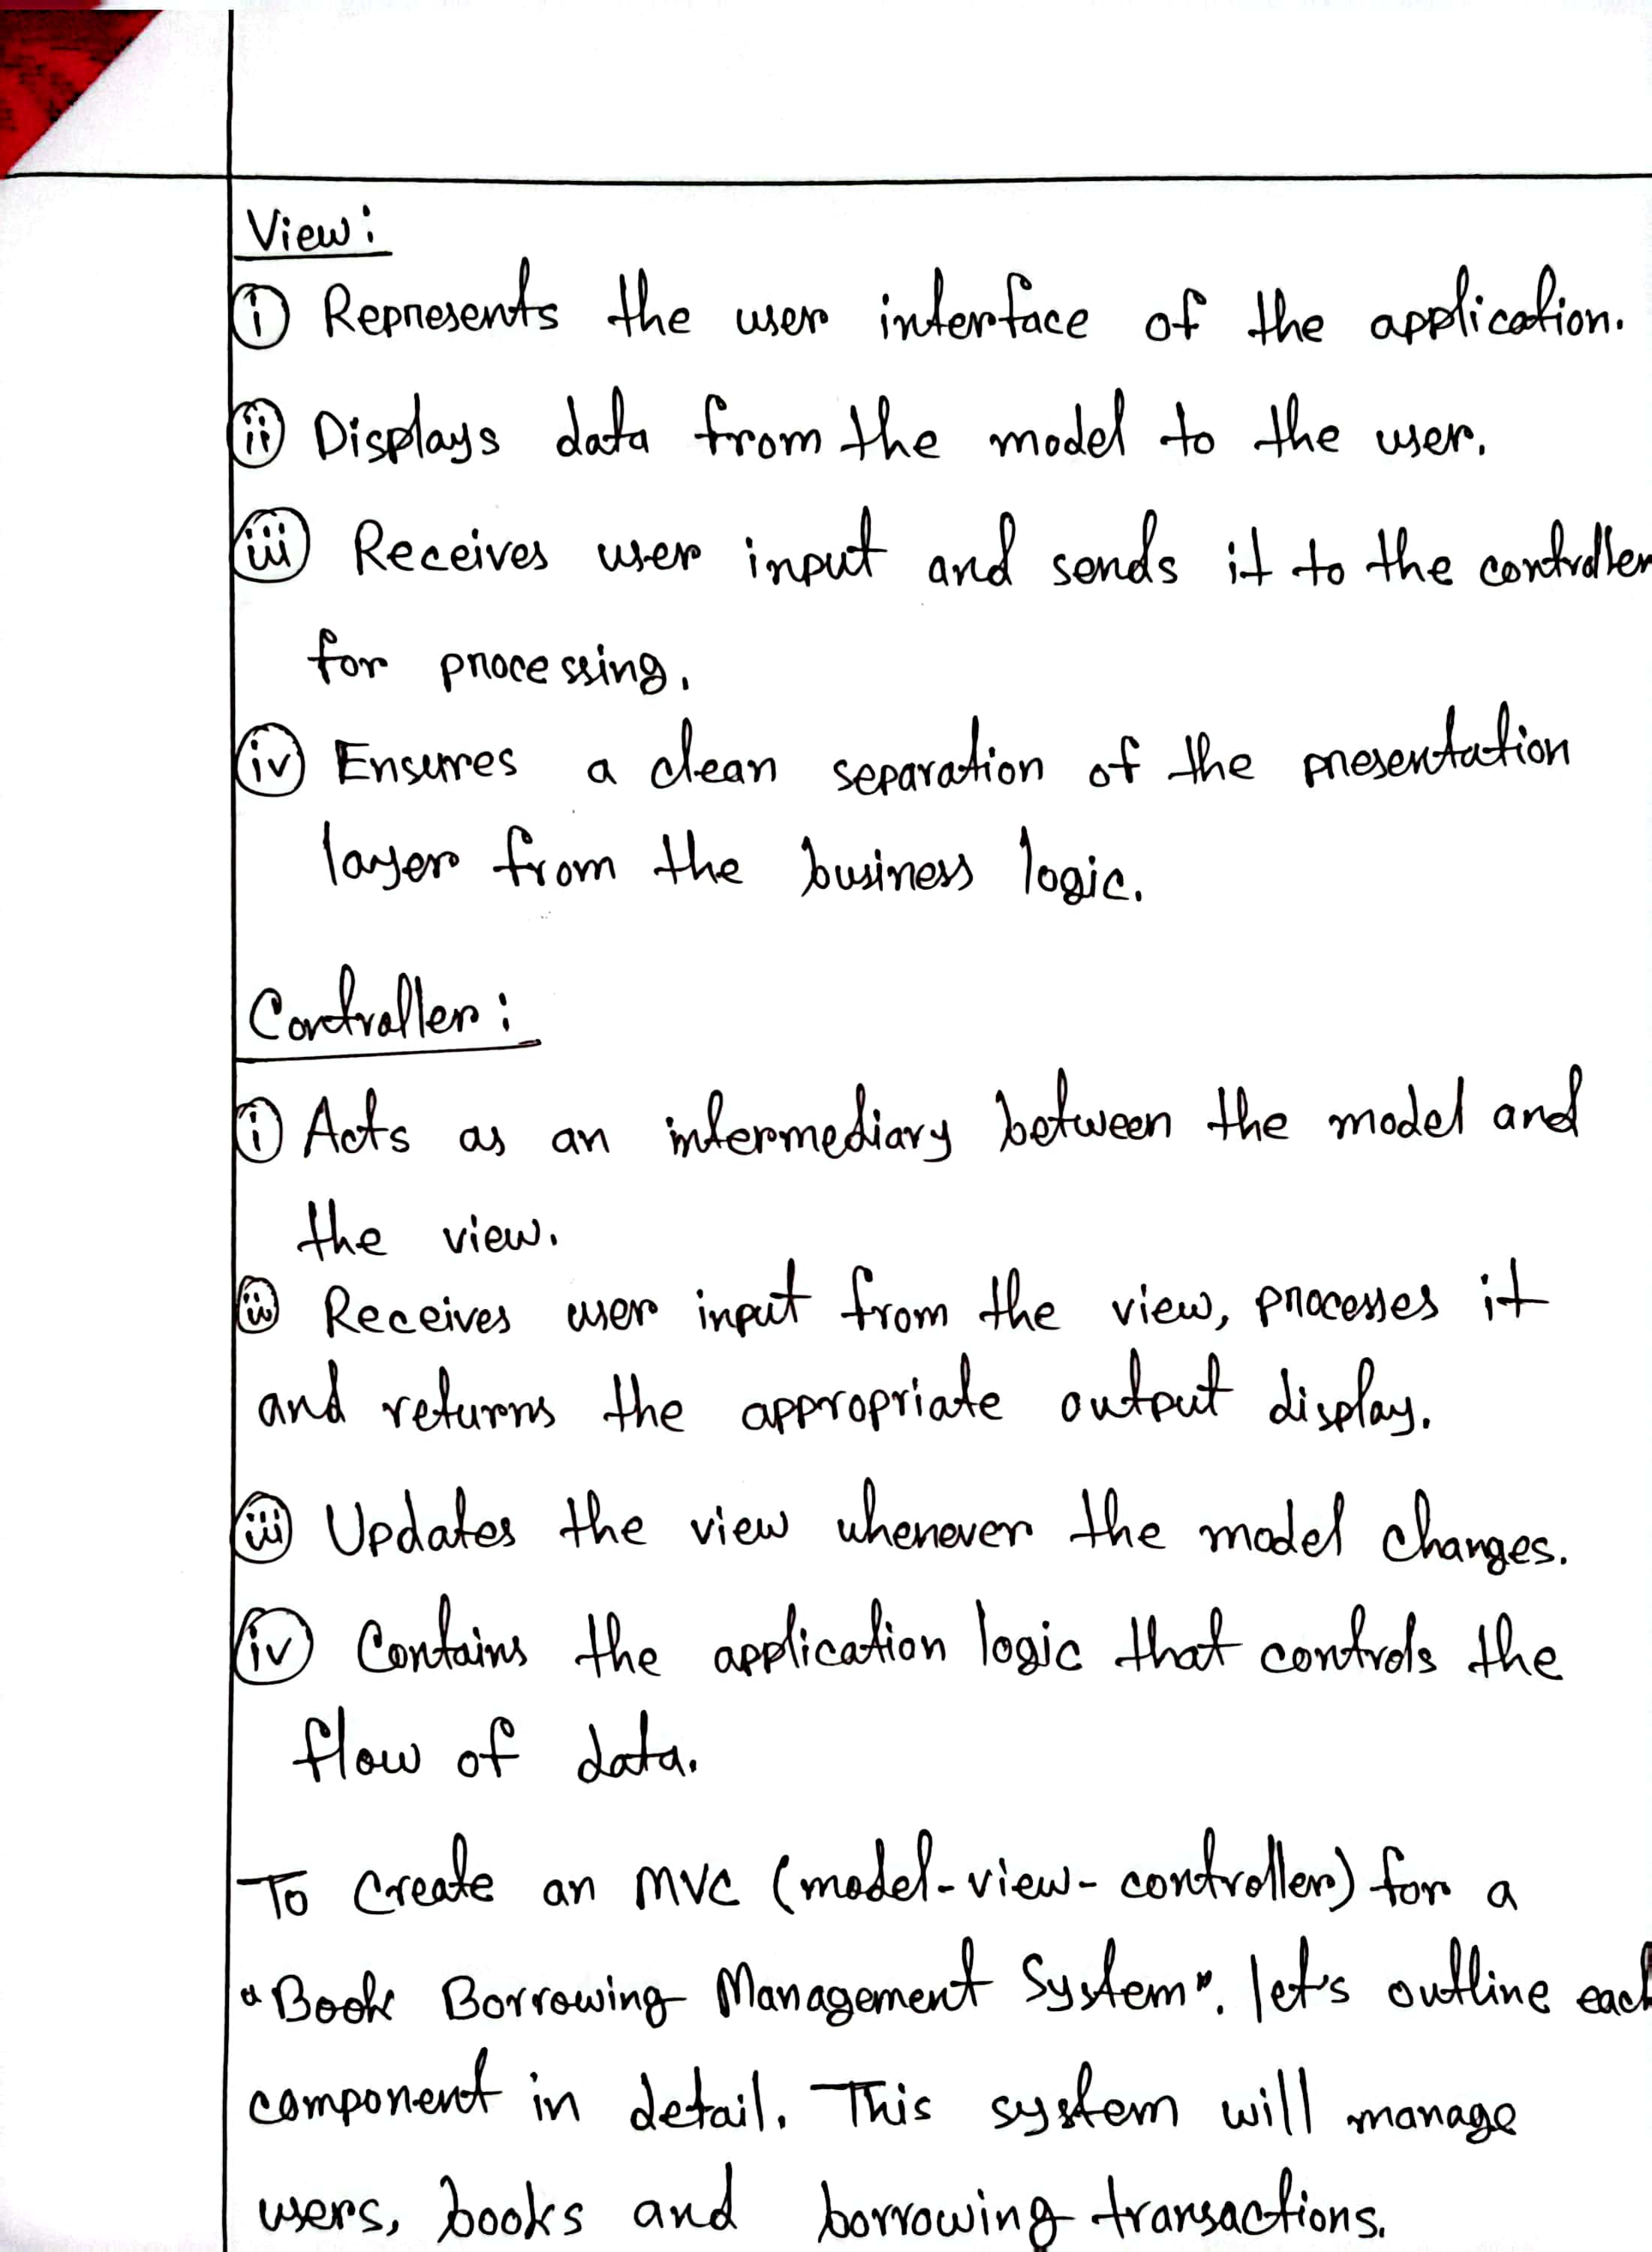 View:
(i) Represents the user interface of the application.
(ii) Displays data from the model to the user.
(iii) Receives user input and sends it to the controller
for processing.
(iv) Ensures a clean separation of the presentation
layer from the business logic.
Controller:
(i) Acts as an intermediary between the model and
the view.
(ii) Receives user input from the view, processes it
and returns the appropriate output display.
(iii) Updates the view whenever the model changes.
(iv) Contains the application logic that controls the
flow of data.
To create an MVC (model-view-controller) for a
"Book Borrowing Management System". let's outline each
component in detail. This system will manage
users, books and borrowing transactions.